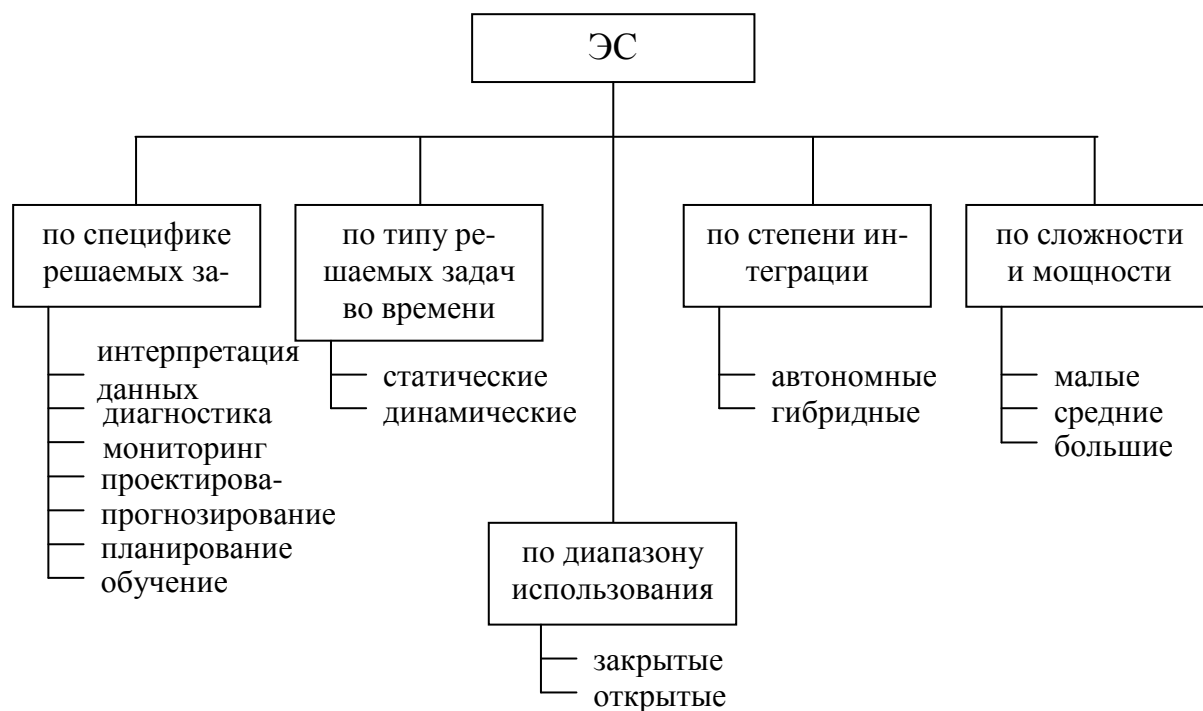 ЭС
по специфике
решаемых за-
интерпретация
данных
диагностика
мониторинг
проектирова-
прогнозирование
планирование
обучение
по типу ре-
шаемых задач
во времени
статические
динамические
по диапазону
использования
закрытые
открытые
по степени ин-
теграции
автономные
гибридные
по сложности
и мощности
малые
средние
большие